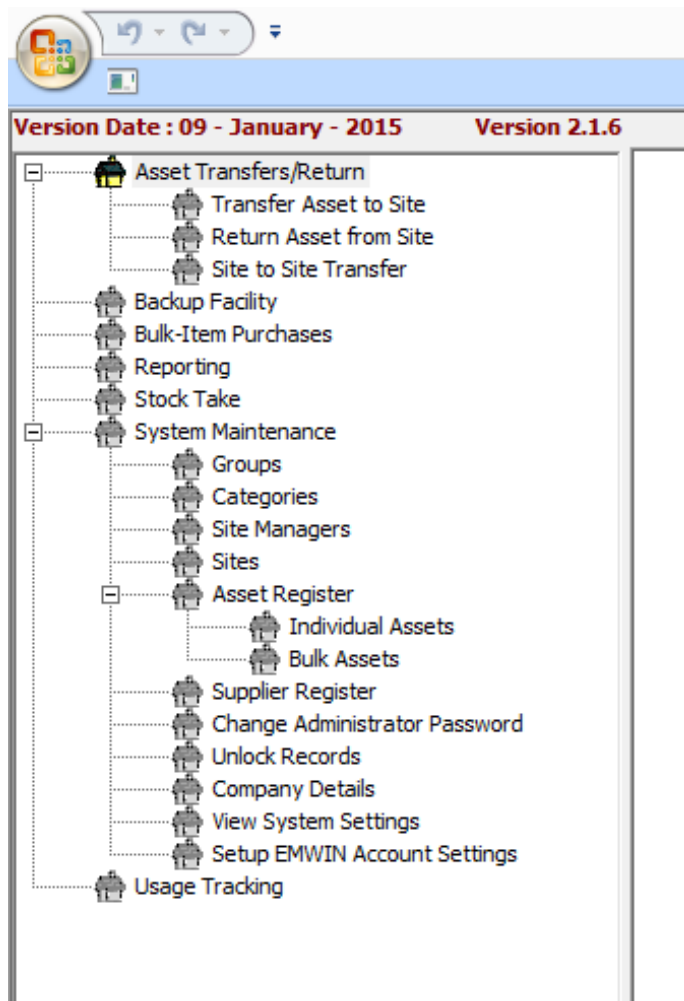 Version Date : 09 - January - 2015 Version 2.1.6
Asset Transfers/Return
Transfer Asset to Site
Return Asset from Site
Site to Site Transfer
Backup Facility
Bulk-Item Purchases
Reporting
Stock Take
System Maintenance
Groups
Categories
Site Managers
Sites
Asset Register
Individual Assets
Bulk Assets
Supplier Register
Change Administrator Password
Unlock Records
Company Details
View System Settings
Setup EMWIN Account Settings
Usage Tracking